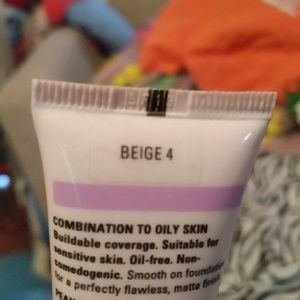 BEIGE 4
COMBINATION TO OILY SKIN
Buildable coverage. Suitable for
sensitive skin. Oil-free. Non-
comedogenic. Smooth on foundation
for a perfectly flawless, matte finish.